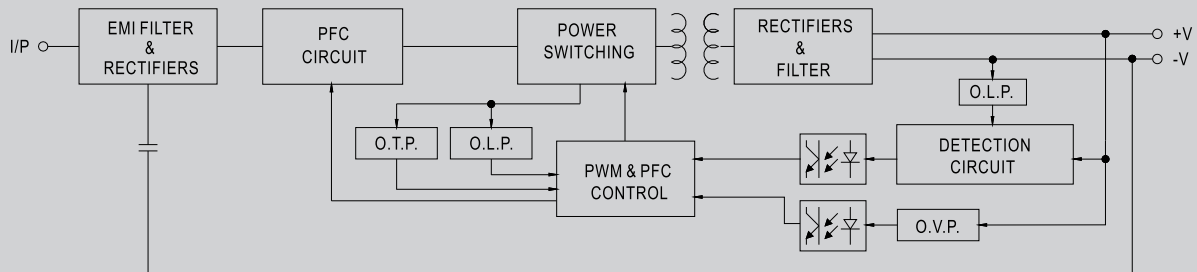 I/P
EMI FILTER
&
RECTIFIERS
PFC
CIRCUIT
POWER
SWITCHING
RECTIFIERS
&
FILTER
+V
-V
O.L.P.
O.T.P.
O.L.P.
PWM & PFC
CONTROL
DETECTION
CIRCUIT
O.V.P.